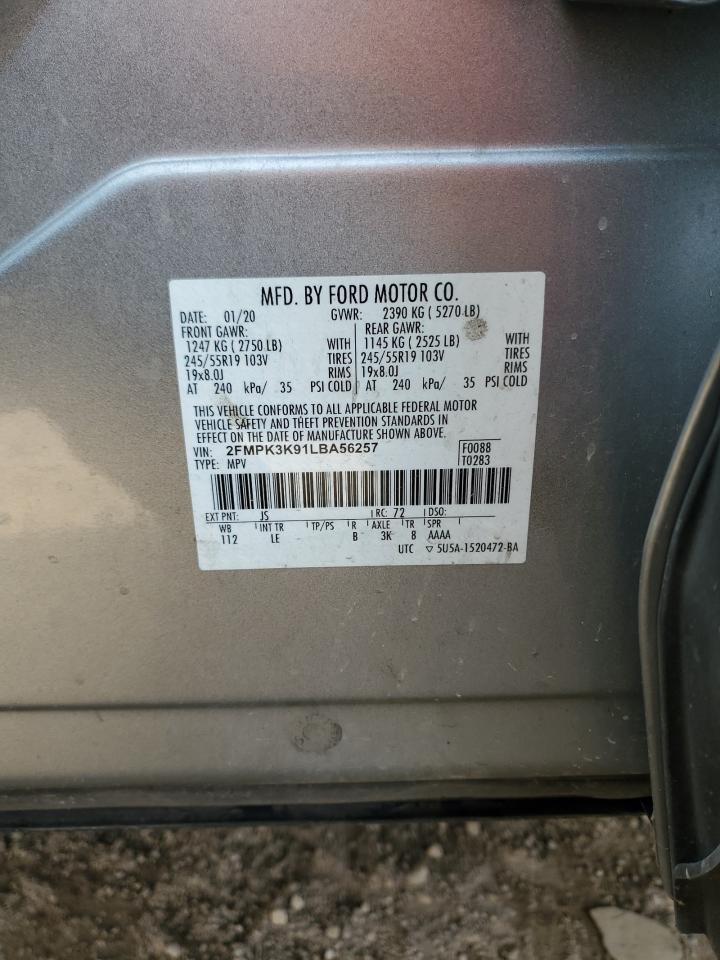 MFD. BY FORD MOTOR CO.
DATE: 01/20 GVWR: 2390 KG ( 5270 LB)
FRONT GAWR: REAR GAWR:
1247 KG ( 2750 LB) WITH 1145 KG ( 2525 LB) WITH
245/55R19 103V TIRES 245/55R19 103V TIRES
19x8.0J RIMS 19x8.0J RIMS
AT 240 kPa/ 35 PSI COLD AT 240 kPa/ 35 PSI COLD
THIS VEHICLE CONFORMS TO ALL APPLICABLE FEDERAL MOTOR
VEHICLE SAFETY AND THEFT PREVENTION STANDARDS IN
EFFECT ON THE DATE OF MANUFACTURE SHOWN ABOVE.
VIN: 2FMPK3K91LBA56257 F0088
TYPE: MPV T0283
EXT PNT: JS RC: 72 DSO:
WB INT TR TP/PS R AXLE TR SPR
112 LE B 3K 8 AAAA
UTC ▽ 5U5A-1520472-BA